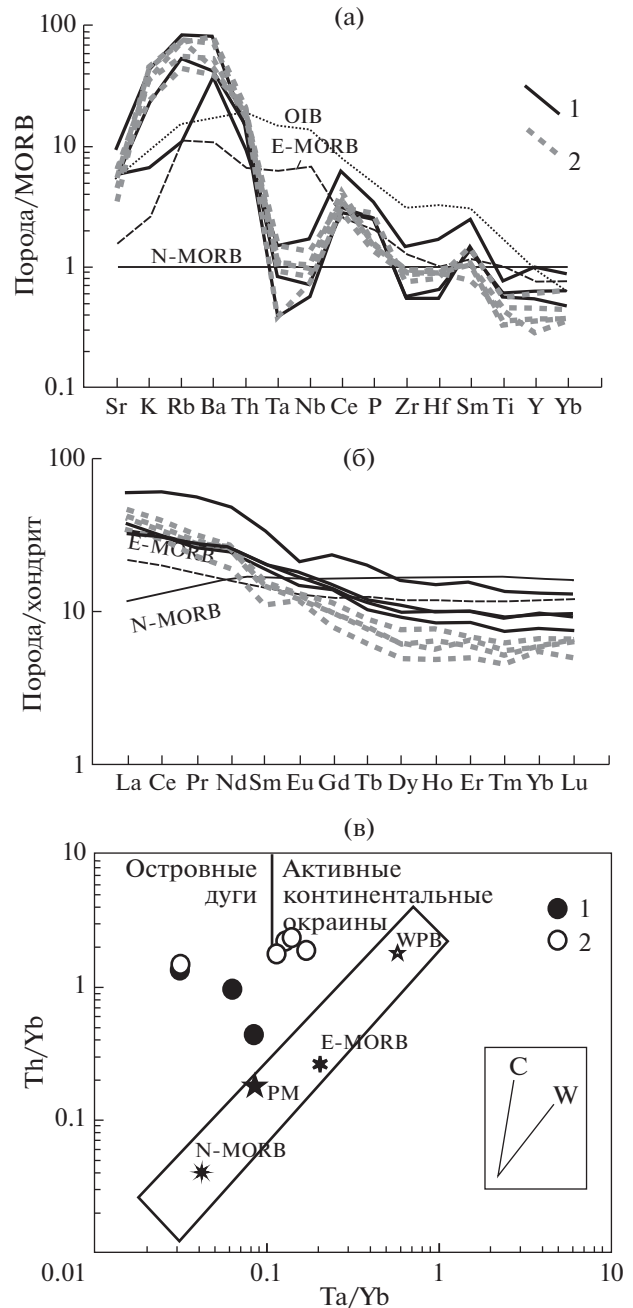 (а)
100
10
1
0.1
Порода/MORB
OIB
E-MORB
N-MORB
1
2
Sr K Rb Ba Th Ta Nb Ce P Zr Hf Sm Ti Y Yb
(б)
100
10
1
Порода/хондрит
E-MORB
N-MORB
La Ce Pr Nd Sm Eu Gd Tb Dy Ho Er Tm Yb Lu
(в)
10
1
0.1
Th/Yb
Островные
дуги
Активные
континентальные
окраины
1
2
WPB
E-MORB
PM
N-MORB
C
W
0.01 0.1 1 10
Ta/Yb